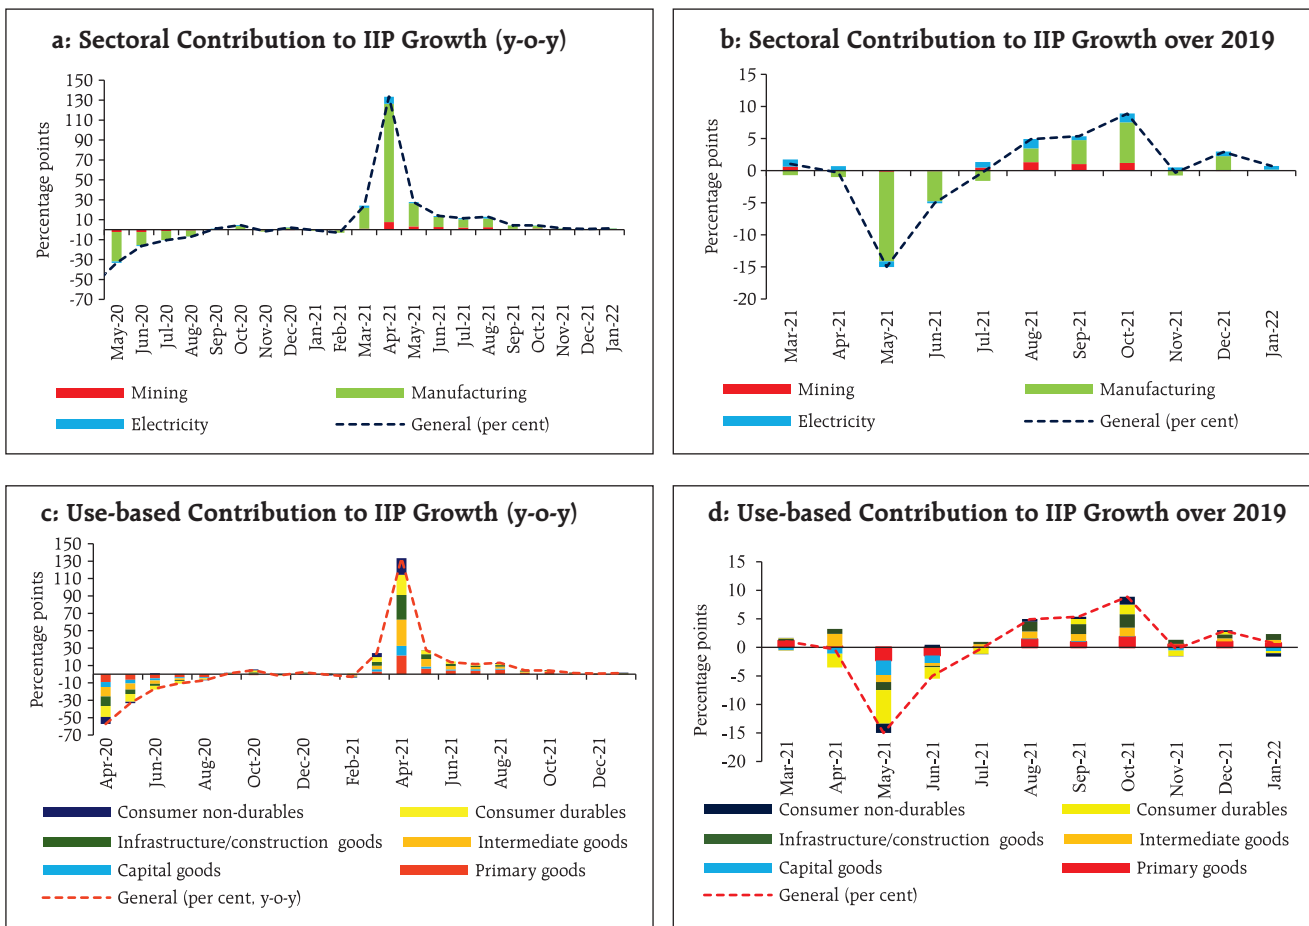 a: Sectoral Contribution to IIP Growth (y-o-y)
Percentage points
150
130
110
90
70
50
30
10
-10
-30
-50
-70
May-20
Jun-20
Jul-20
Aug-20
Sep-20
Oct-20
Nov-20
Dec-20
Jan-21
Feb-21
Mar-21
Apr-21
May-21
Jun-21
Jul-21
Aug-21
Sep-21
Oct-21
Nov-21
Dec-21
Jan-22
Mining
Manufacturing
Electricity
General (per cent)
b: Sectoral Contribution to IIP Growth over 2019
Percentage points
15
10
5
0
-5
-10
-15
-20
Mar-21
Apr-21
May-21
Jun-21
Jul-21
Aug-21
Sep-21
Oct-21
Nov-21
Dec-21
Jan-22
Mining
Manufacturing
Electricity
General (per cent)
c: Use-based Contribution to IIP Growth (y-o-y)
Percentage points
150
130
110
90
70
50
30
10
-10
-30
-50
-70
Apr-20
Jun-20
Aug-20
Oct-20
Dec-20
Feb-21
Apr-21
Jun-21
Aug-21
Oct-21
Dec-21
Consumer non-durables
Consumer durables
Infrastructure/construction goods
Intermediate goods
Capital goods
Primary goods
General (per cent, y-o-y)
d: Use-based Contribution to IIP Growth over 2019
Percentage points
15
10
5
0
-5
-10
-15
-20
Mar-21
Apr-21
May-21
Jun-21
Jul-21
Aug-21
Sep-21
Oct-21
Nov-21
Dec-21
Jan-22
Consumer non-durables
Consumer durables
Infrastructure/construction goods
Intermediate goods
Capital goods
Primary goods
General (per cent)